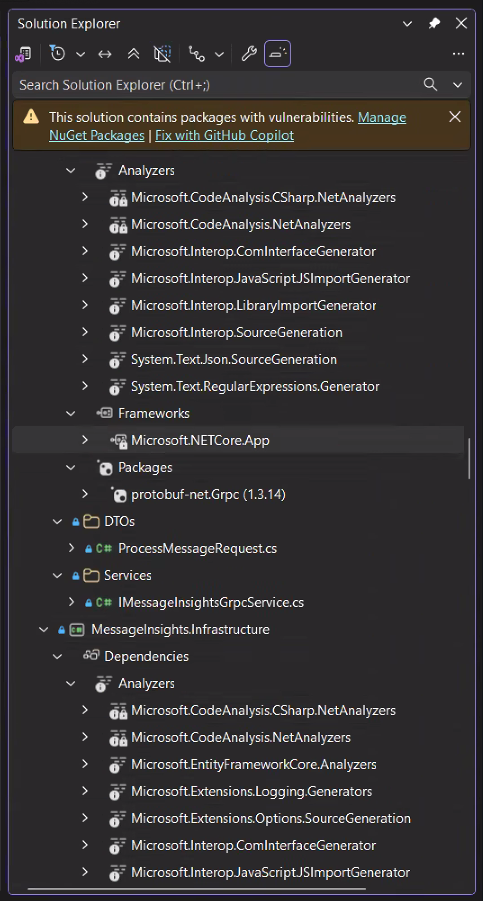 Solution Explorer
Search Solution Explorer (Ctrl+;)
This solution contains packages with vulnerabilities. Manage
NuGet Packages | Fix with GitHub Copilot
Analyzers
Microsoft.CodeAnalysis.CSharp.NetAnalyzers
Microsoft.CodeAnalysis.NetAnalyzers
Microsoft.Interop.ComInterfaceGenerator
Microsoft.Interop.JavaScript.JSImportGenerator
Microsoft.Interop.LibraryImportGenerator
Microsoft.Interop.SourceGeneration
System.Text.Json.SourceGeneration
System.Text.RegularExpressions.Generator
Frameworks
Microsoft.NETCore.App
Packages
protobuf-net.Grpc (1.3.14)
DTOs
C# ProcessMessageRequest.cs
Services
C# IMessageInsightsGrpcService.cs
MessageInsights.Infrastructure
Dependencies
Analyzers
Microsoft.CodeAnalysis.CSharp.NetAnalyzers
Microsoft.CodeAnalysis.NetAnalyzers
Microsoft.EntityFrameworkCore.Analyzers
Microsoft.Extensions.Logging.Generators
Microsoft.Extensions.Options.SourceGeneration
Microsoft.Interop.ComInterfaceGenerator
Microsoft.Interop.JavaScript.JSImportGenerator